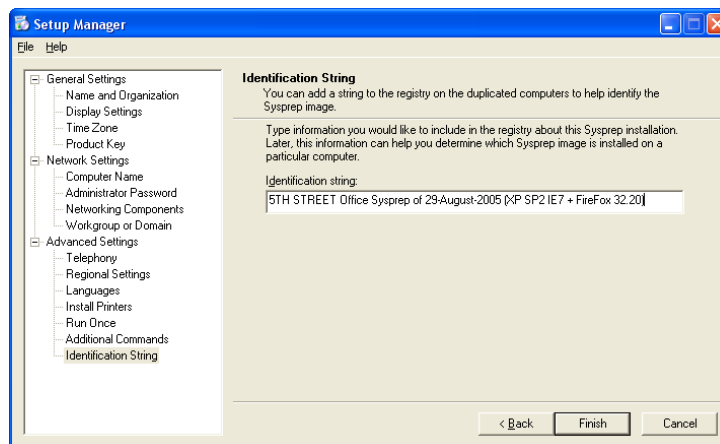 Setup Manager
File Help
General Settings
Name and Organization
Display Settings
Time Zone
Product Key
Network Settings
Computer Name
Administrator Password
Networking Components
Workgroup or Domain
Advanced Settings
Telephony
Regional Settings
Languages
Install Printers
Run Once
Additional Commands
Identification String
Identification String
You can add a string to the registry on the duplicated computers to help identify the
Sysprep image.
Type information you would like to include in the registry about this Sysprep installation.
Later, this information can help you determine which Sysprep image is installed on a
particular computer.
Identification string:
5TH STREET Office Sysprep of 29-August-2005 (XP SP2 IE7 + FireFox 32.20)
< Back Finish Cancel